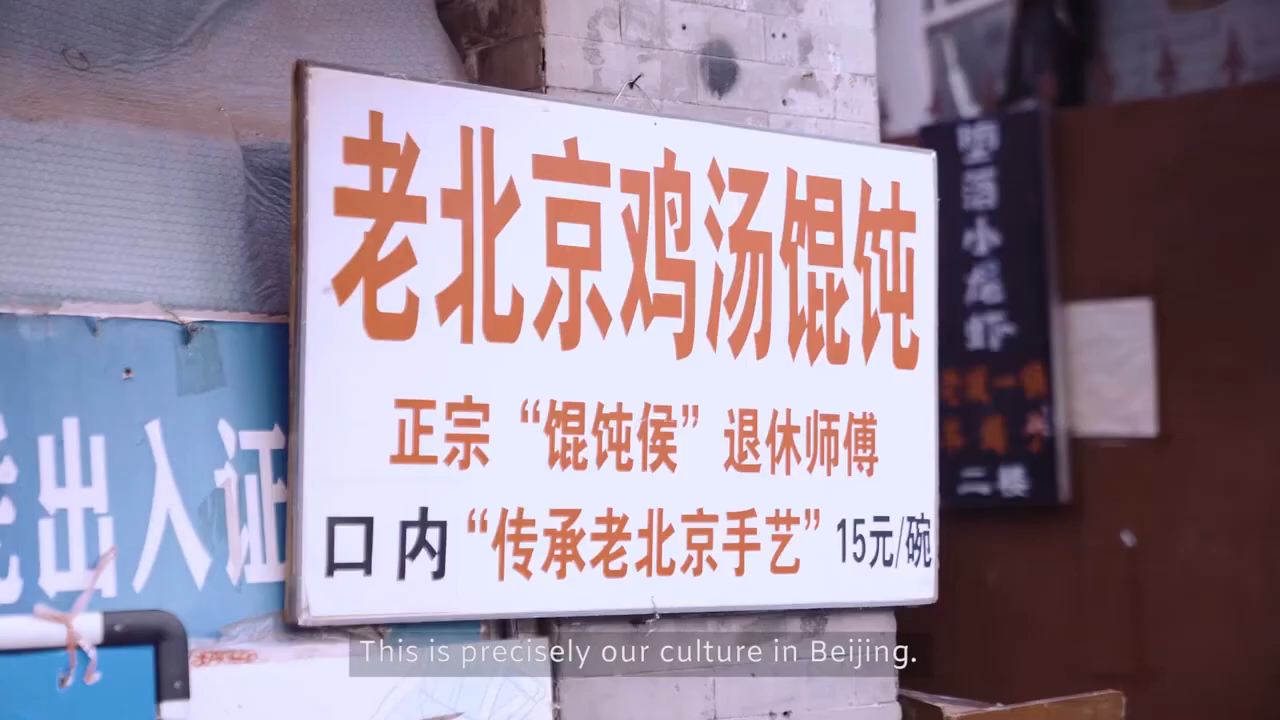 老北京鸡汤馄饨
正宗 “馄饨侯” 退休师傅
口内 “传承老北京手艺” 15元/碗
凭出入证
小龙虾
二楼
This is precisely our culture in Beijing.